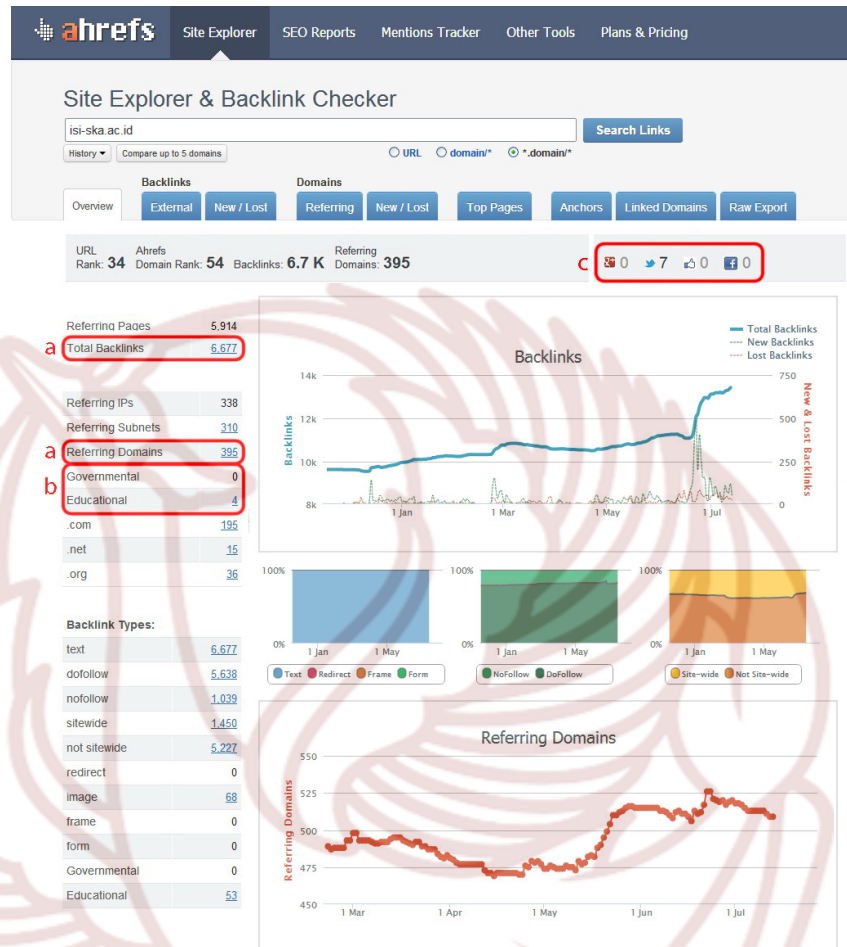 ahrefs Site Explorer SEO Reports Mentions Tracker Other Tools Plans & Pricing
Site Explorer & Backlink Checker
isi-ska.ac.id Search Links
History Compare up to 5 domains URL domain/* *.domain/*
Backlinks Domains
Overview External New / Lost Referring New / Lost Top Pages Anchors Linked Domains Raw Export
URL Ahrefs Referring
Rank: 34 Domain Rank: 54 Backlinks: 6.7 K Domains: 395 c 0 7 0 0
Referring Pages 5,914
a Total Backlinks 6,677
Referring IPs 338
Referring Subnets 310
a Referring Domains 395
b
Governmental 0
Educational 4
.com 195
.net 15
.org 36
Backlink Types:
text 6,677
dofollow 5,638
nofollow 1,039
sitewide 1,450
not sitewide 5,227
redirect 0
image 68
frame 0
form 0
Governmental 0
Educational 53
Backlinks
Total Backlinks
New Backlinks
Lost Backlinks
Backlinks
New & Lost Backlinks
14k 750
12k 500
10k 250
8k 0
1 Jan 1 Mar 1 May 1 Jul
100% 100% 100%
0% 0% 0%
1 Jan 1 May 1 Jan 1 May 1 Jan 1 May
Text Redirect Frame Form NoFollow DoFollow Site-wide Not Site-wide
Referring Domains
Referring Domains
550
525
500
475
450
1 Mar 1 Apr 1 May 1 Jun 1 Jul